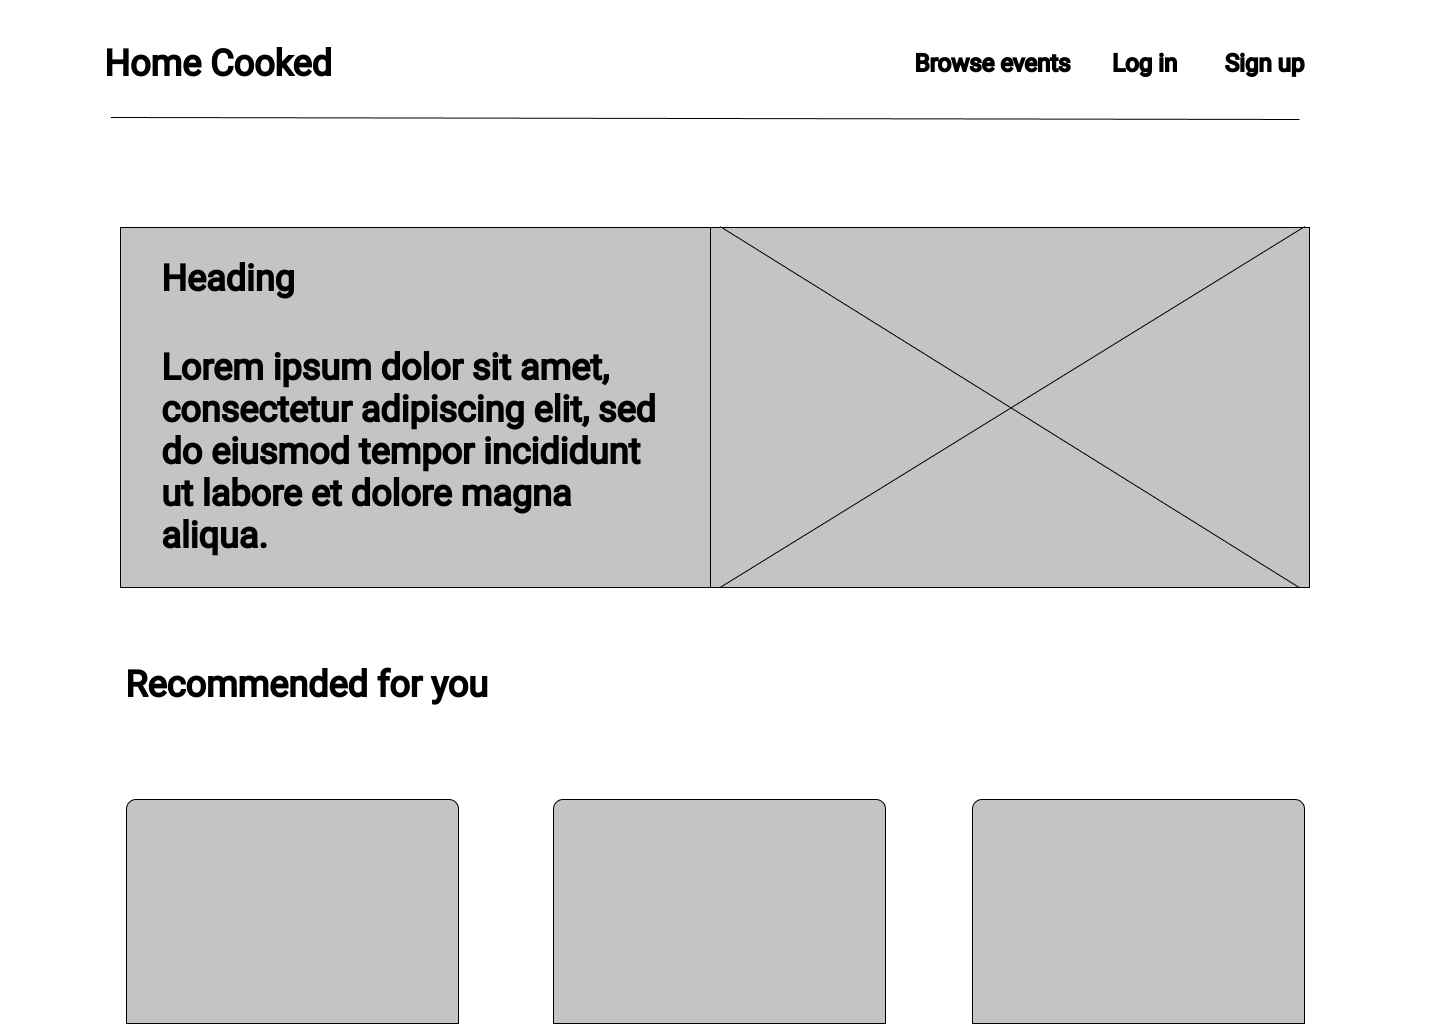 Home Cooked
Browse events
Log in
Sign up
Heading
Lorem ipsum dolor sit amet,
consectetur adipiscing elit, sed
do eiusmod tempor incididunt
ut labore et dolore magna
aliqua.
Recommended for you